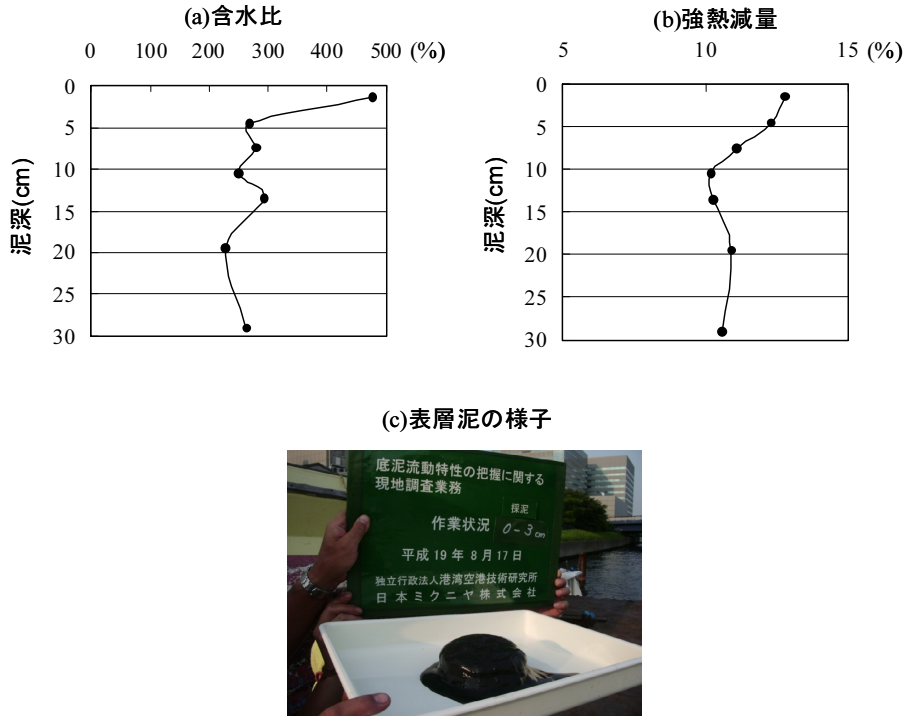 (a)含水比
0 100 200 300 400 500 (%)
0
5
10
15
20
25
30
泥深(cm)
(b)強熱減量
5 10 15 (%)
0
5
10
15
20
25
30
泥深(cm)
(c)表層泥の様子
底泥流動特性の把握に関する
現地調査業務
採泥
作業状況 0-3cm
平成19年8月17日
独立行政法人港湾空港技術研究所
日本ミクニヤ株式会社